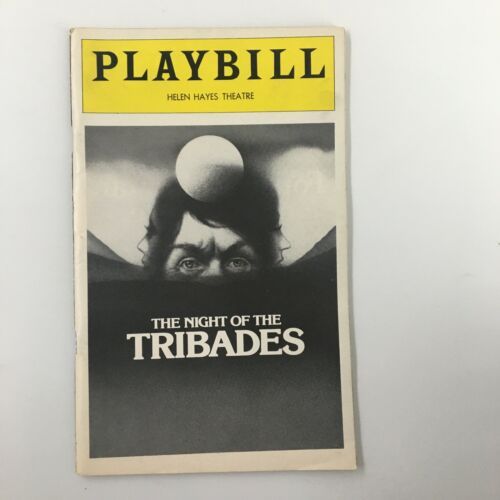 PLAYBILL
HELEN HAYES THEATRE
THE NIGHT OF THE
TRIBADES